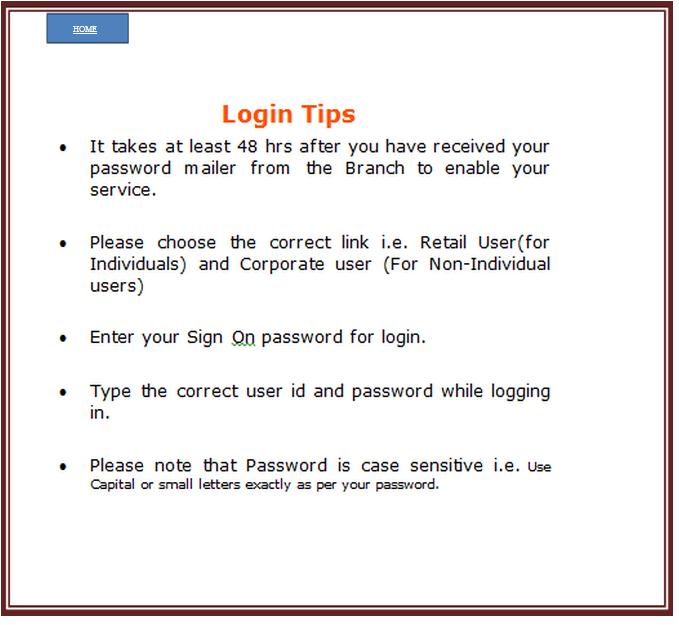 HOME
Login Tips
• It takes at least 48 hrs after you have received your
password mailer from the Branch to enable your
service.
• Please choose the correct link i.e. Retail User(for
Individuals) and Corporate user (For Non-Individual
users)
• Enter your Sign On password for login.
• Type the correct user id and password while logging
in.
• Please note that Password is case sensitive i.e. Use
Capital or small letters exactly as per your password.